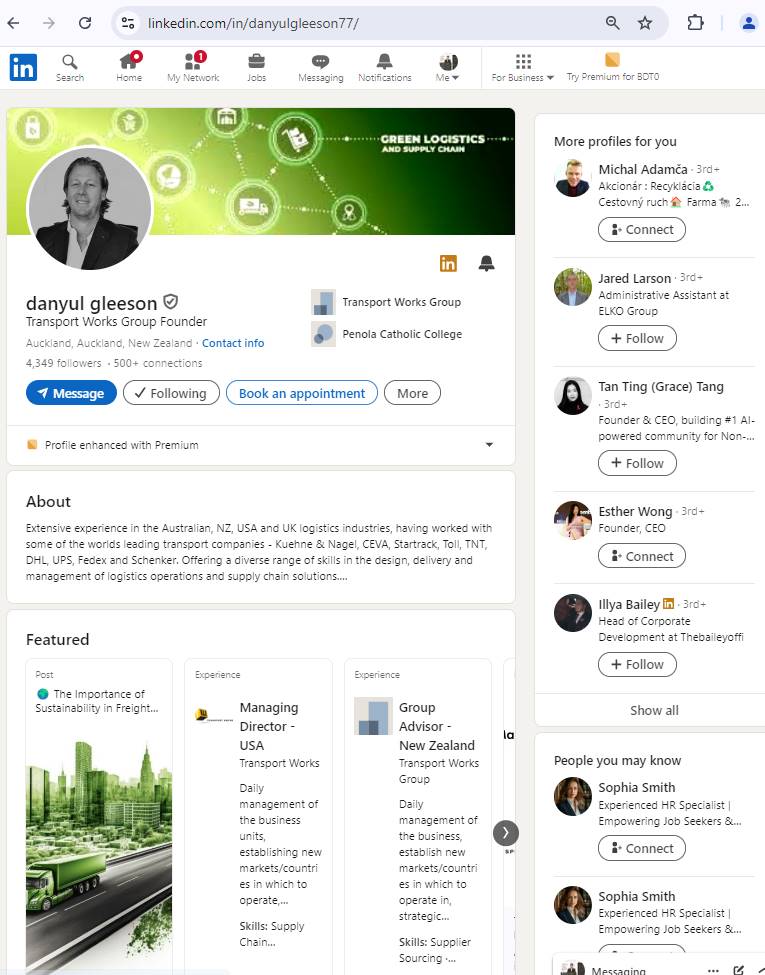 linkedin.com/in/danyulgleeson77/
in
Search
Home
1
My Network
Jobs
Messaging
Notifications
Me
For Business
Try Premium for BDT0
GREEN LOGISTICS
AND SUPPLY CHAIN
in
danyul gleeson
Transport Works Group Founder
Auckland, Auckland, New Zealand · Contact info
4,349 followers · 500+ connections
Transport Works Group
Penola Catholic College
Message
Following
Book an appointment
More
Profile enhanced with Premium
About
Extensive experience in the Australian, NZ, USA and UK logistics industries, having worked with
some of the worlds leading transport companies - Kuehne & Nagel, CEVA, Startrack, Toll, TNT,
DHL, UPS, Fedex and Schenker. Offering a diverse range of skills in the design, delivery and
management of logistics operations and supply chain solutions....
Featured
Post
🌍 The Importance of
Sustainability in Freight...
Experience
Managing
Director -
USA
Transport Works
Daily
management of
the business
units,
establishing new
markets/countri
es in which to
operate,...
Skills: Supply
Chain...
Experience
Group
Advisor -
New Zealand
Transport Works
Group
Daily
management of
the business,
establish new
markets/countri
es in which to
operate in,
strategic...
Skills: Supplier
Sourcing ·...
More profiles for you
Michal Adamča · 3rd+
Akcionár : Recyklácia♻️
Cestovný ruch🏠 Farma🐄 2...
Connect
Jared Larson · 3rd+
Administrative Assistant at
ELKO Group
+ Follow
Tan Ting (Grace) Tang
· 3rd+
Founder & CEO, building #1 AI-
powered community for Non-...
+ Follow
Esther Wong · 3rd+
Founder, CEO
Connect
Illya Bailey in · 3rd+
Head of Corporate
Development at Thebaileyoffi
+ Follow
Show all
People you may know
Sophia Smith
Experienced HR Specialist |
Empowering Job Seekers &...
Connect
Sophia Smith
Experienced HR Specialist |
Empowering Job Seekers &...
Connect
Messaging